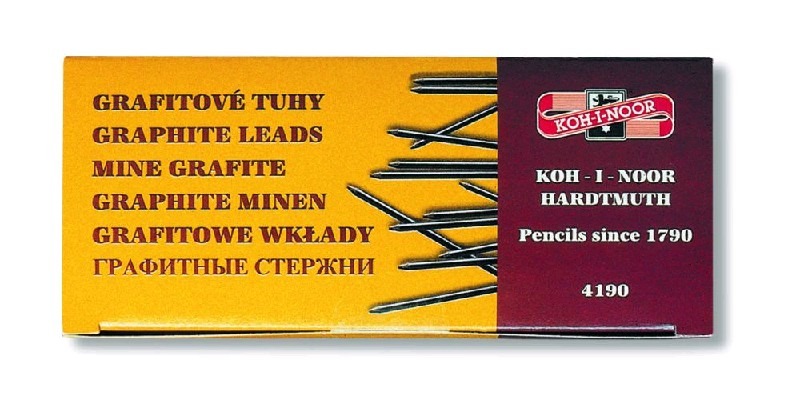 GRAFITOVÉ TUHY
GRAPHITE LEADS
MINE GRAFITE
GRAPHITE MINEN
GRAFITOWE WKŁADY
ГРАФИТНЫЕ СТЕРЖНИ
KOH-I-NOOR
KOH - I - NOOR
HARDTMUTH
Pencils since 1790
4190